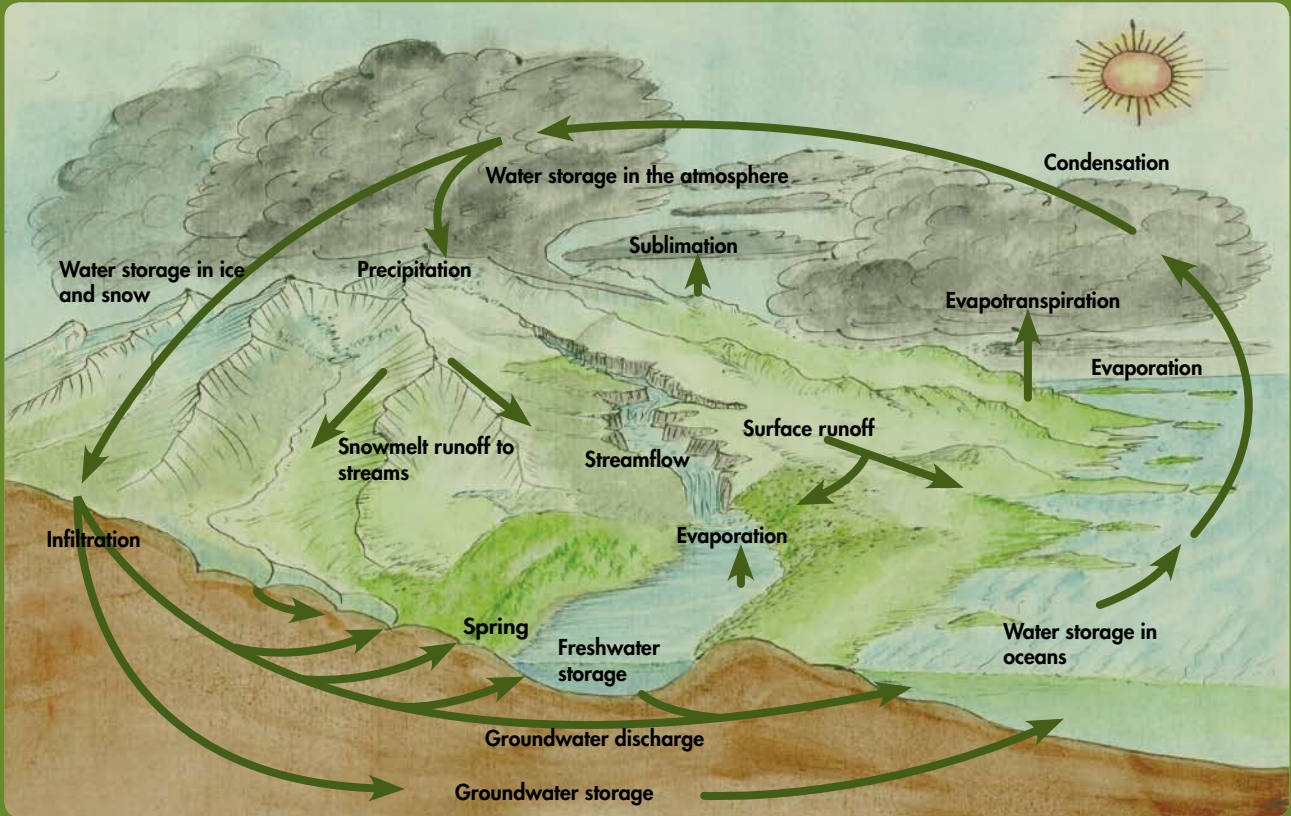 Condensation
Water storage in the atmosphere
Sublimation
Water storage in ice
and snow
Precipitation
Evapotranspiration
Evaporation
Surface runoff
Snowmelt runoff to
streams
Streamflow
Evaporation
Infiltration
Spring
Freshwater
storage
Water storage in
oceans
Groundwater discharge
Groundwater storage